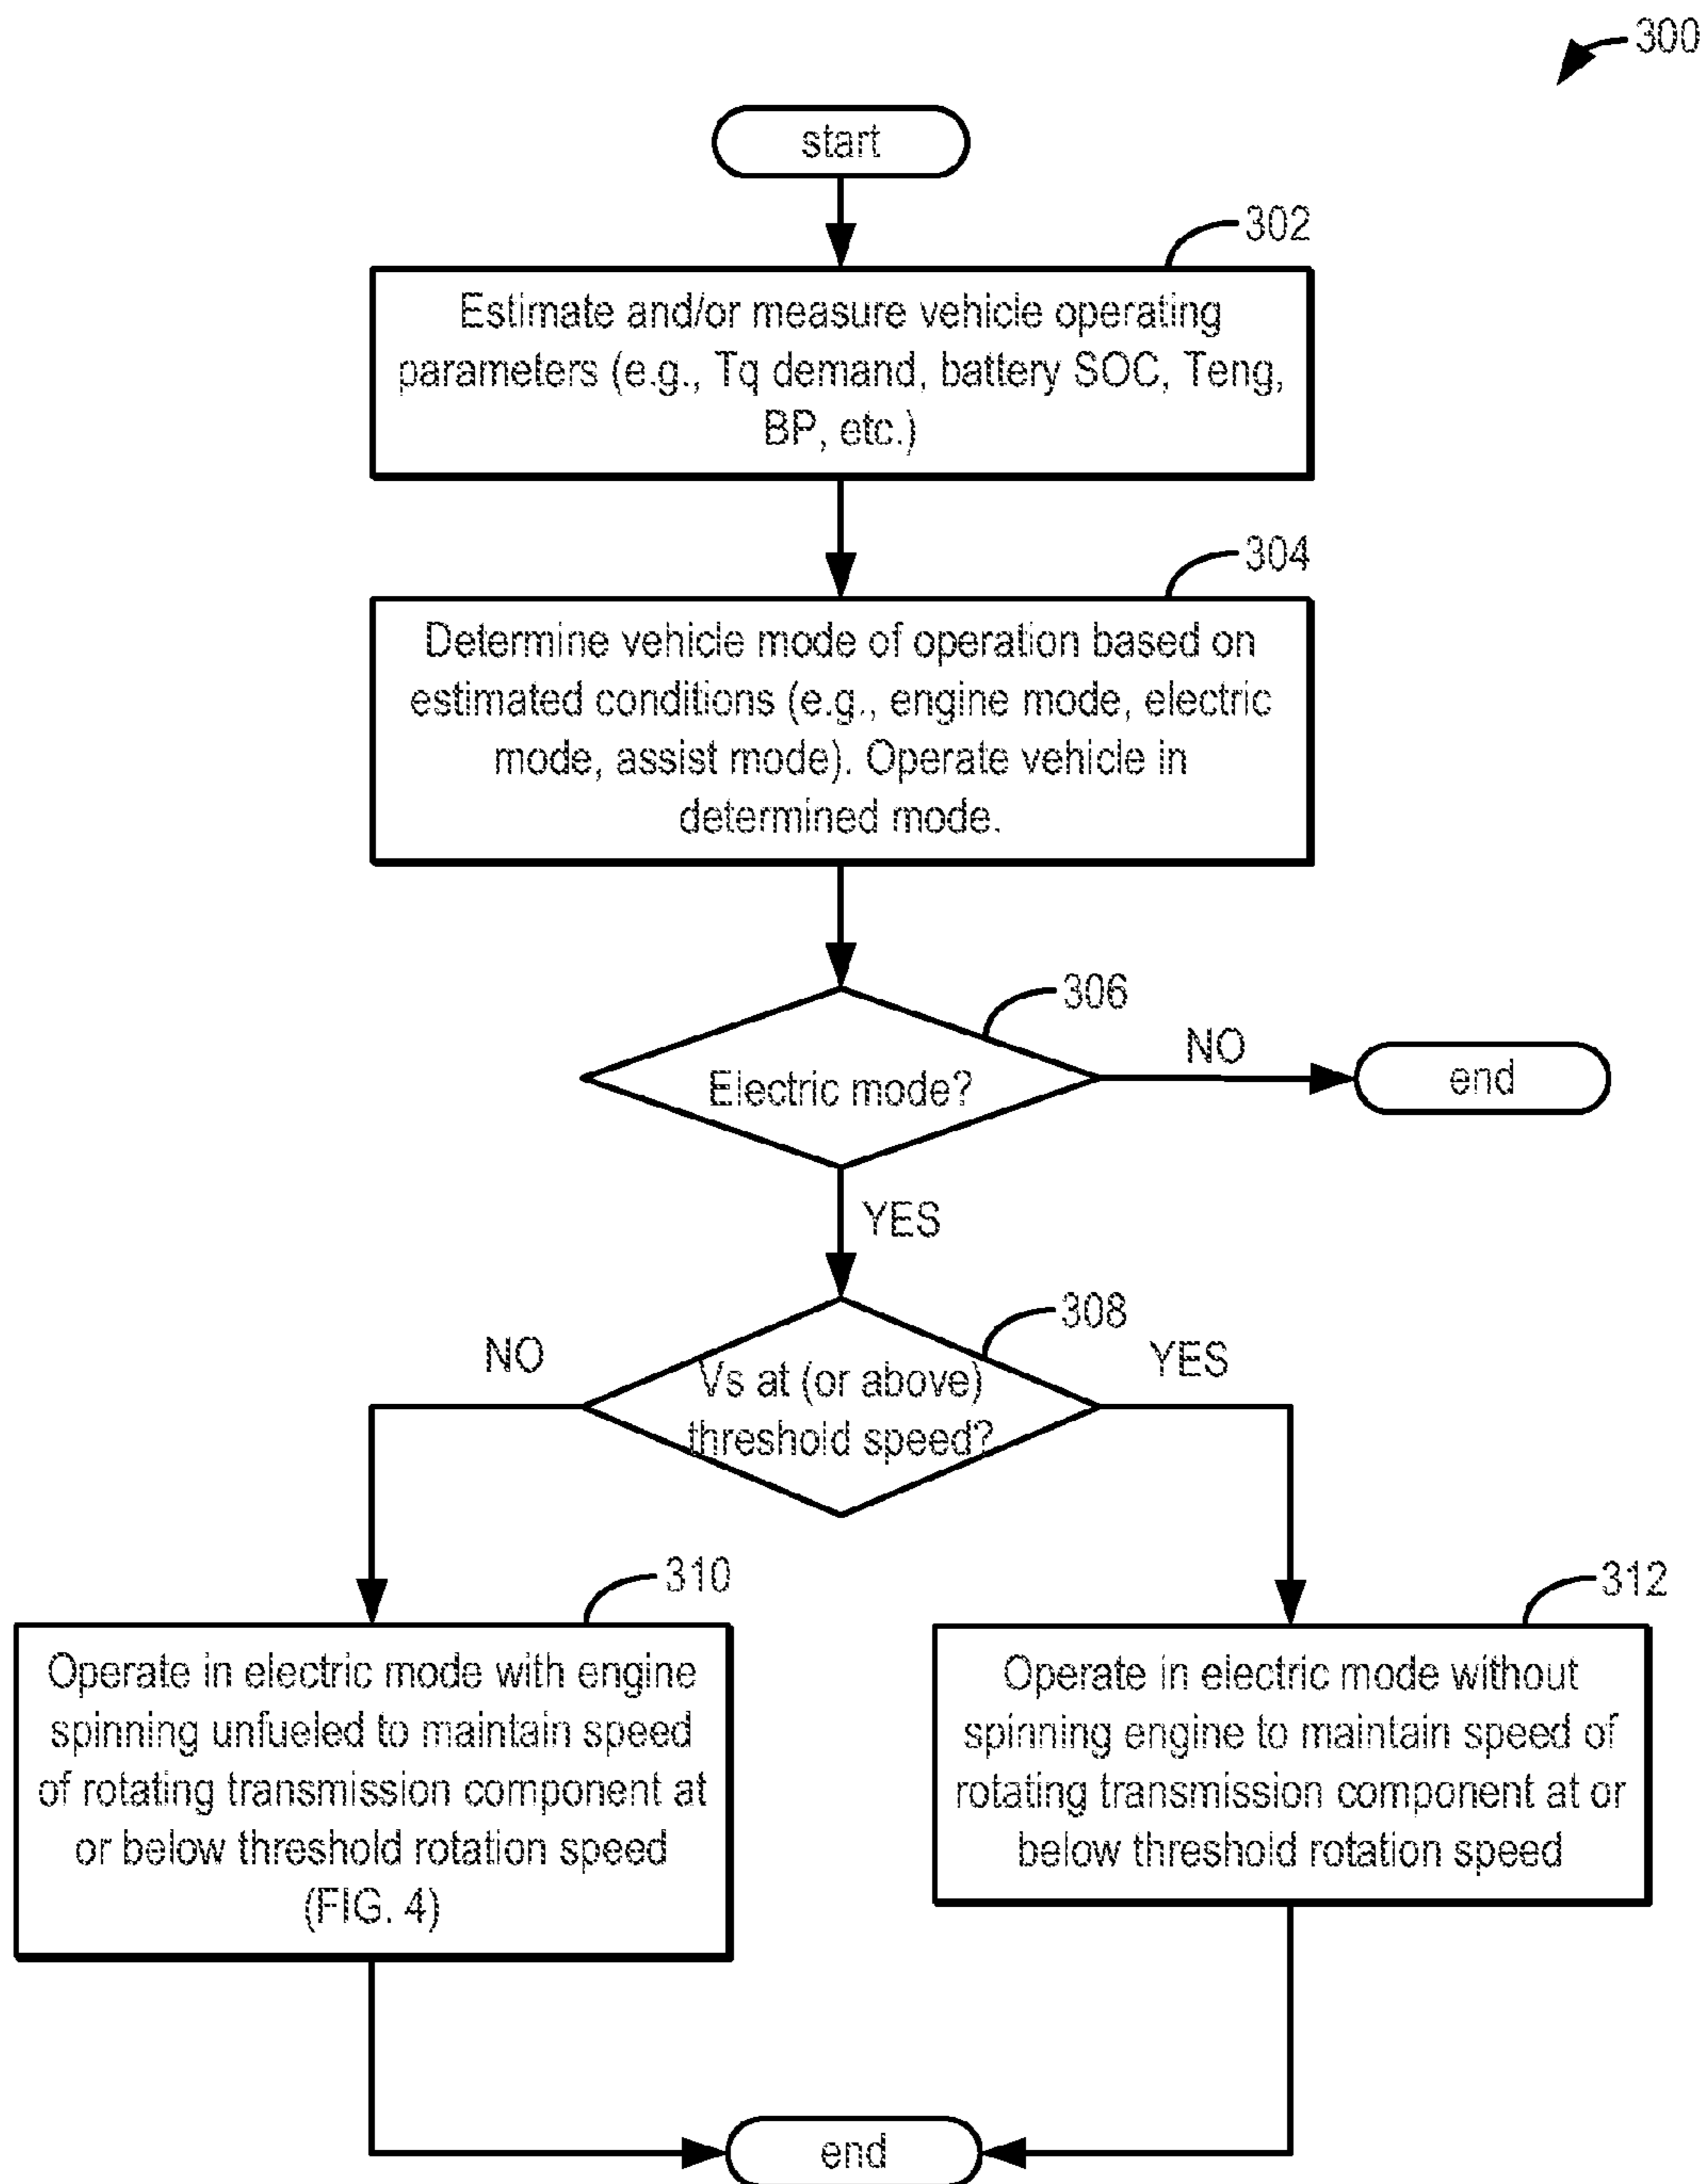 300
start
302
Estimate and/or measure vehicle operating
parameters (e.g., Tq demand, battery SOC, Teng,
BP, etc.)
304
Determine vehicle mode of operation based on
estimated conditions (e.g., engine mode, electric
mode, assist mode). Operate vehicle in
determined mode.
306
Electric mode?
NO
end
YES
308
Vs at (or above)
threshold speed?
NO
YES
310
Operate in electric mode with engine
spinning unfueled to maintain speed
of rotating transmission component at
or below threshold rotation speed
(FIG. 4)
312
Operate in electric mode without
spinning engine to maintain speed of
rotating transmission component at or
below threshold rotation speed
end